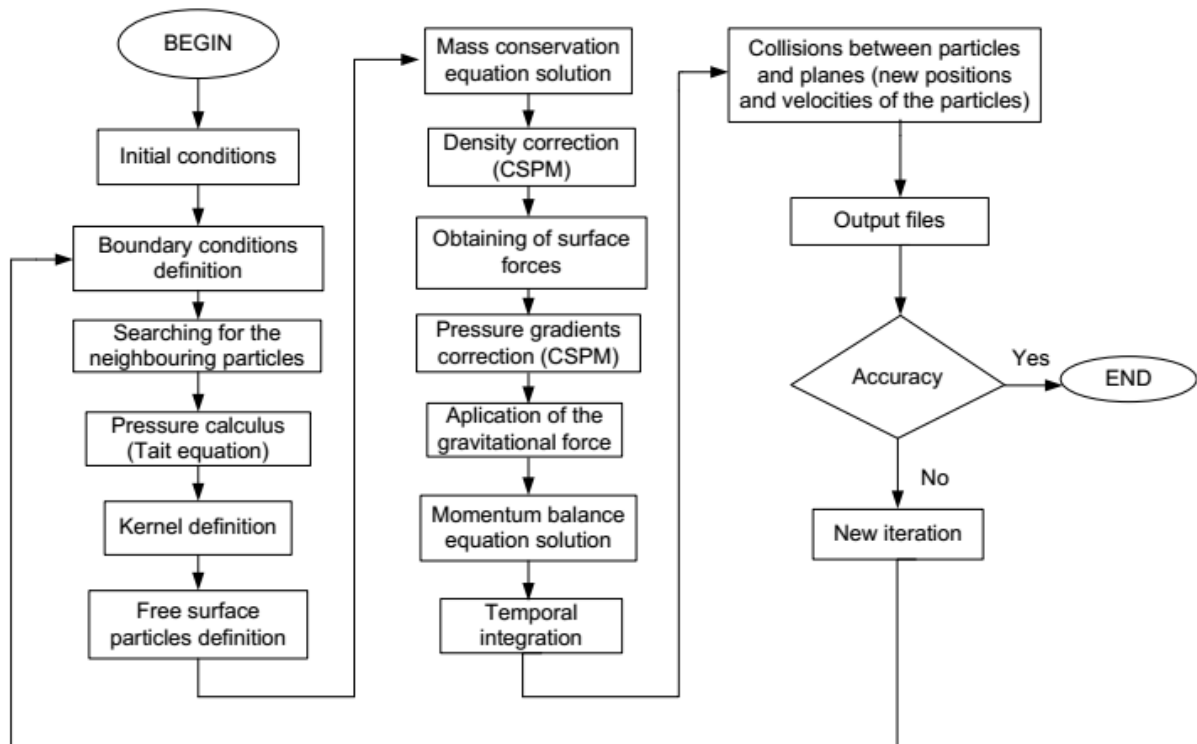 BEGIN
Initial conditions
Boundary conditions
definition
Searching for the
neighbouring particles
Pressure calculus
(Tait equation)
Kernel definition
Free surface
particles definition
Mass conservation
equation solution
Density correction
(CSPM)
Obtaining of surface
forces
Pressure gradients
correction (CSPM)
Aplication of the
gravitational force
Momentum balance
equation solution
Temporal
integration
Collisions between particles
and planes (new positions
and velocities of the particles)
Output files
Accuracy
Yes
END
No
New iteration